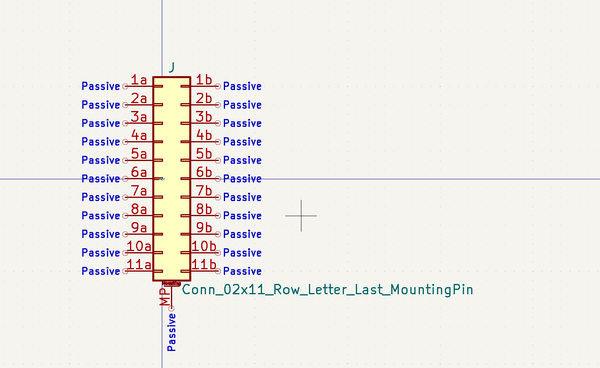 J
Passive 1a 1b Passive
Passive 2a 2b Passive
Passive 3a 3b Passive
Passive 4a 4b Passive
Passive 5a 5b Passive
Passive 6a 6b Passive
Passive 7a 7b Passive
Passive 8a 8b Passive
Passive 9a 9b Passive
Passive 10a 10b Passive
Passive 11a 11b Passive
Mounting
Conn_02x11_Row_Letter_Last_MountingPin
MP
Passive